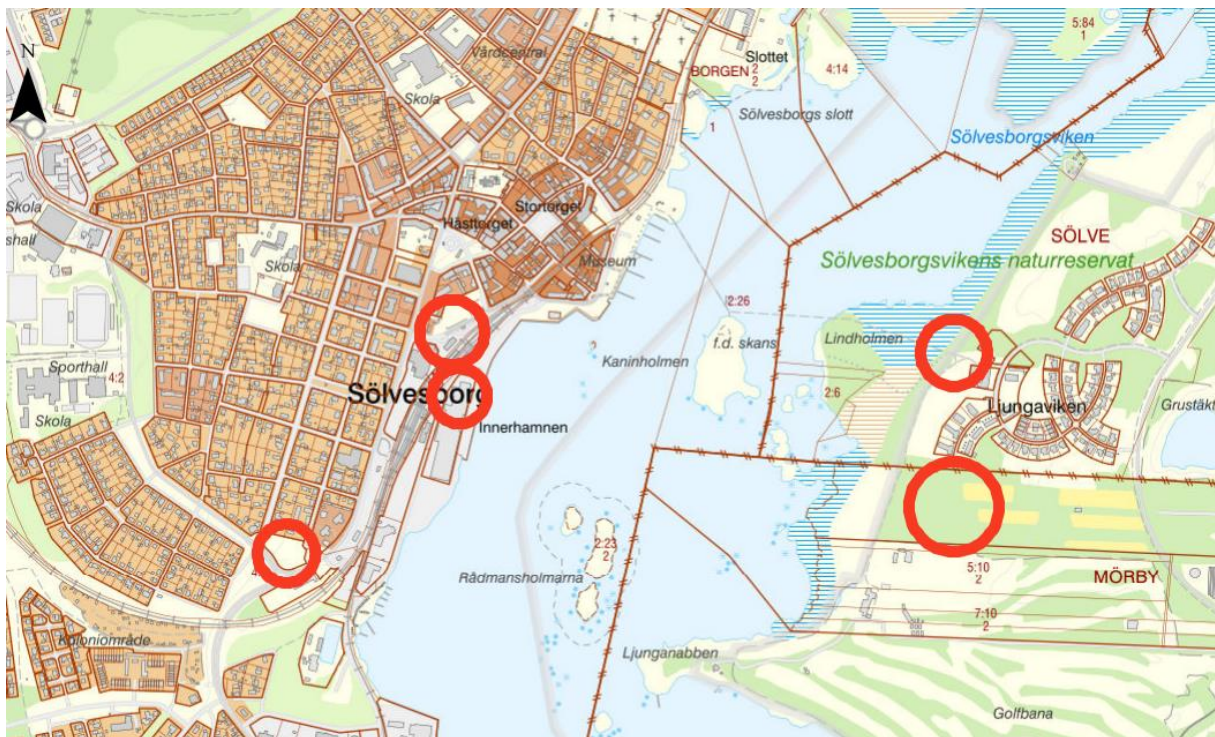 N
Vårdcentral
Skola
Slottet
BORGEN
2
2
4:14
5:84
1
1
Sölvesborgs slott
Sölvesborgsviken
Skola
Skola
Stortorget
Hästtorget
Museum
SÖLVE
Sölvesborgsvikens naturreservat
2:26
Kaninholmen
f.d. skans
Lindholmen
2:6
Sporthall
4:2
Skola
Sölvesborg
Innerhamnen
Ljungaviken
Grustäkt
2:23
2
Rådmansholmarna
5:10
2
MÖRBY
7:10
2
Koloniområde
Ljunganabben
Golfbana